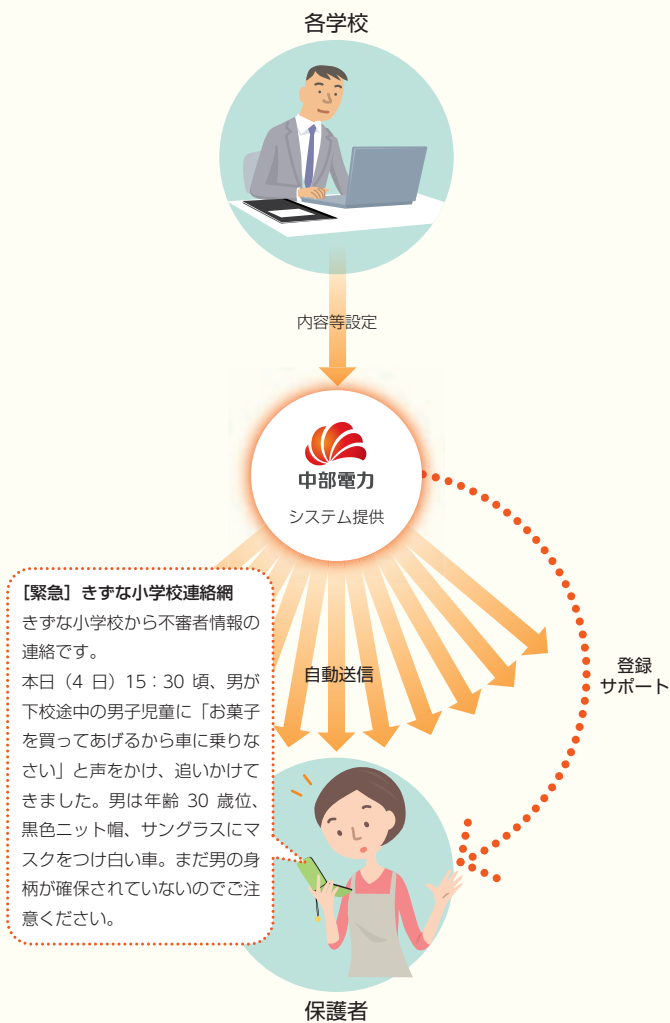 各学校
内容等設定
中部電力
システム提供
[緊急] きずな小学校連絡網
きずな小学校から不審者情報の
連絡です。
本日（4 日）15：30 頃、男が
下校途中の男子児童に「お菓子
を買ってあげるから車に乗りな
さい」と声をかけ、追いかけて
きました。男は年齢 30 歳位、
黒色ニット帽、サングラスにマ
スクをつけ白い車。まだ男の身
柄が確保されていないのでご注
意ください。
自動送信
登録
サポート
保護者